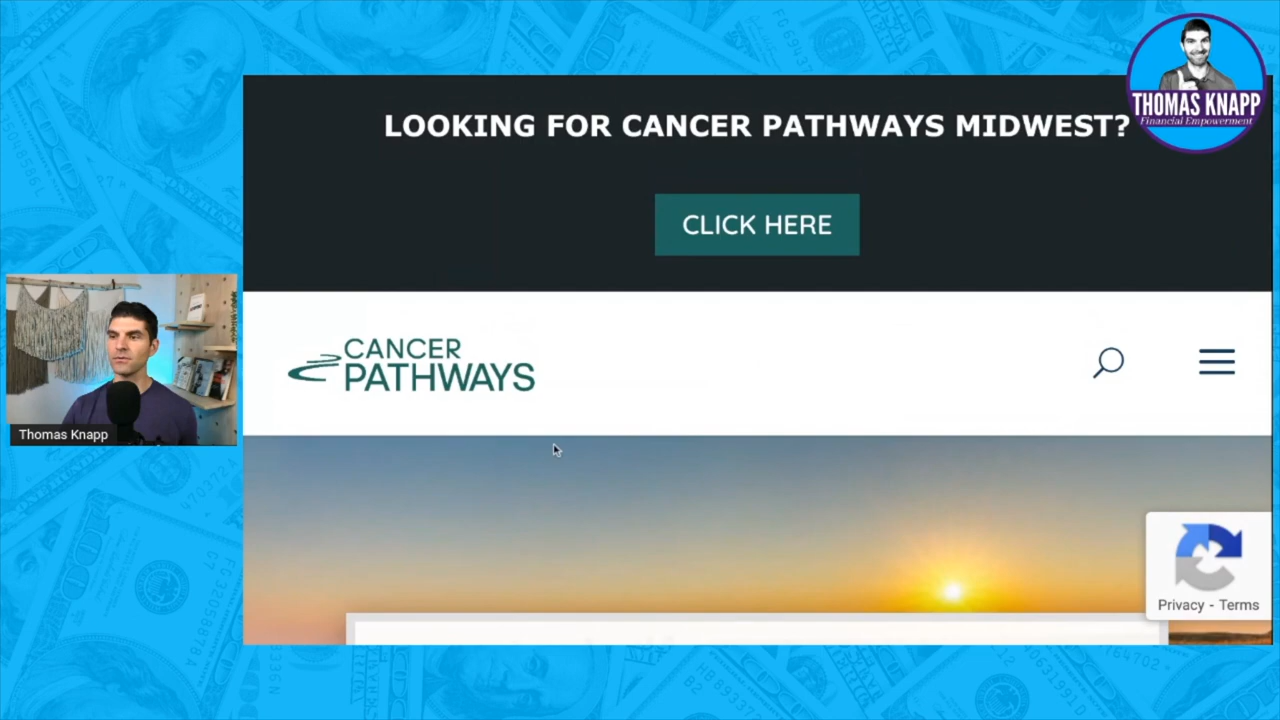 THOMAS KNAPP
Financial Empowerment
LOOKING FOR CANCER PATHWAYS MIDWEST?
CLICK HERE
CANCER
PATHWAYS
Thomas Knapp
Privacy - Terms